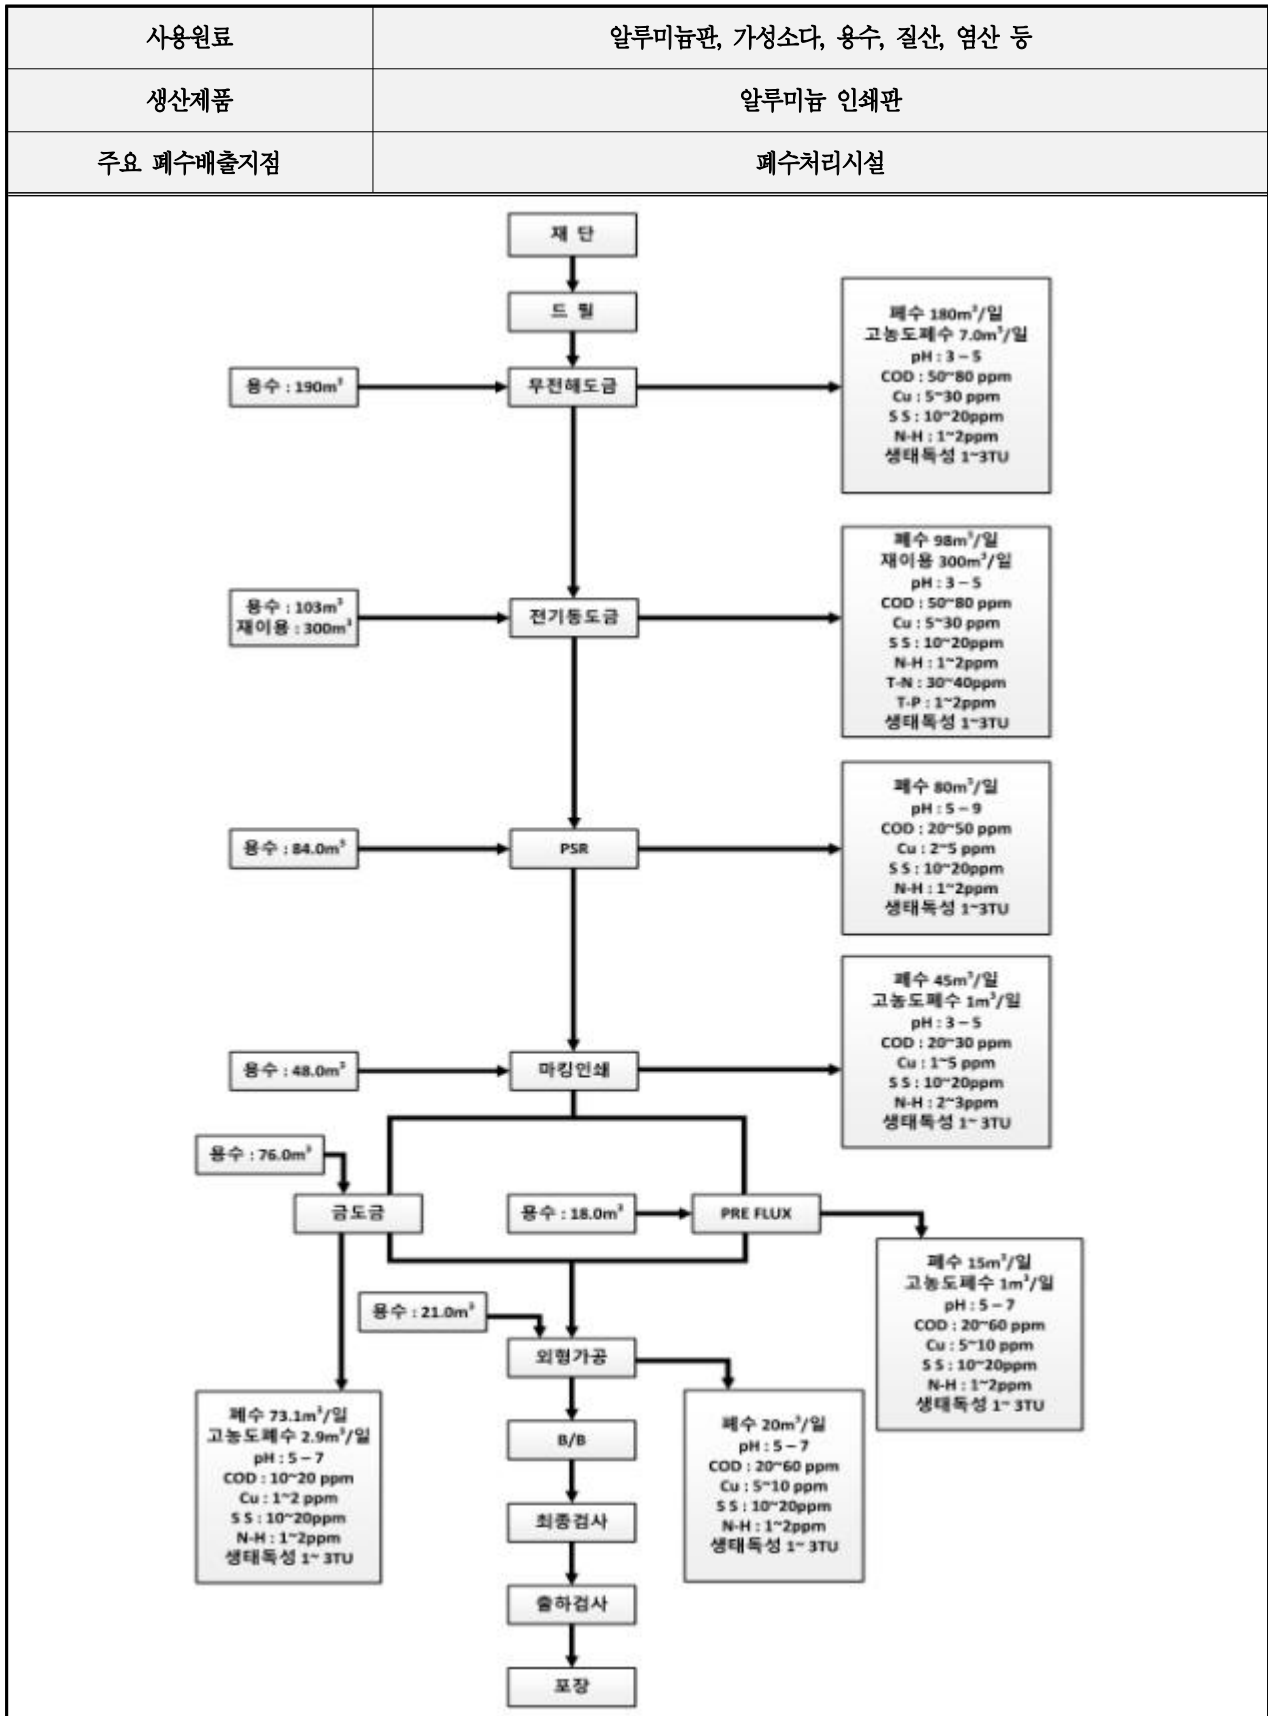 사용원료
알루미늄판, 가성소다, 용수, 질산, 염산 등
생산제품
알루미늄 인쇄판
주요 폐수배출지점
폐수처리시설
재 단
드 릴
용수 : 190m³
무전해도금
폐수 180m³/일
고농도폐수 7.0m³/일
pH : 3 – 5
COD : 50~80 ppm
Cu : 5~30 ppm
S S : 10~20ppm
N-H : 1~2ppm
생태독성 1~3TU
용수 : 103m³
재이용 : 300m³
전기동도금
폐수 98m³/일
재이용 300m³/일
pH : 3 – 5
COD : 50~80 ppm
Cu : 5~30 ppm
S S : 10~20ppm
N-H : 1~2ppm
T-N : 30~40ppm
T-P : 1~2ppm
생태독성 1~3TU
용수 : 84.0m³
PSR
폐수 80m³/일
pH : 5 – 9
COD : 20~50 ppm
Cu : 2~5 ppm
S S : 10~20ppm
N-H : 1~2ppm
생태독성 1~3TU
용수 : 48.0m³
마킹인쇄
폐수 45m³/일
고농도폐수 1m³/일
pH : 3 – 5
COD : 20~30 ppm
Cu : 1~5 ppm
S S : 10~20ppm
N-H : 2~3ppm
생태독성 1~ 3TU
용수 : 76.0m³
금도금
용수 : 18.0m³
PRE FLUX
폐수 15m³/일
고농도폐수 1m³/일
pH : 5 – 7
COD : 20~60 ppm
Cu : 5~10 ppm
S S : 10~20ppm
N-H : 1~2ppm
생태독성 1~ 3TU
용수 : 21.0m³
외형가공
폐수 73.1m³/일
고농도폐수 2.9m³/일
pH : 5 – 7
COD : 10~20 ppm
Cu : 1~2 ppm
S S : 10~20ppm
N-H : 1~2ppm
생태독성 1~ 3TU
B/B
폐수 20m³/일
pH : 5 – 7
COD : 20~60 ppm
Cu : 5~10 ppm
S S : 10~20ppm
N-H : 1~2ppm
생태독성 1~ 3TU
최종검사
출하검사
포장